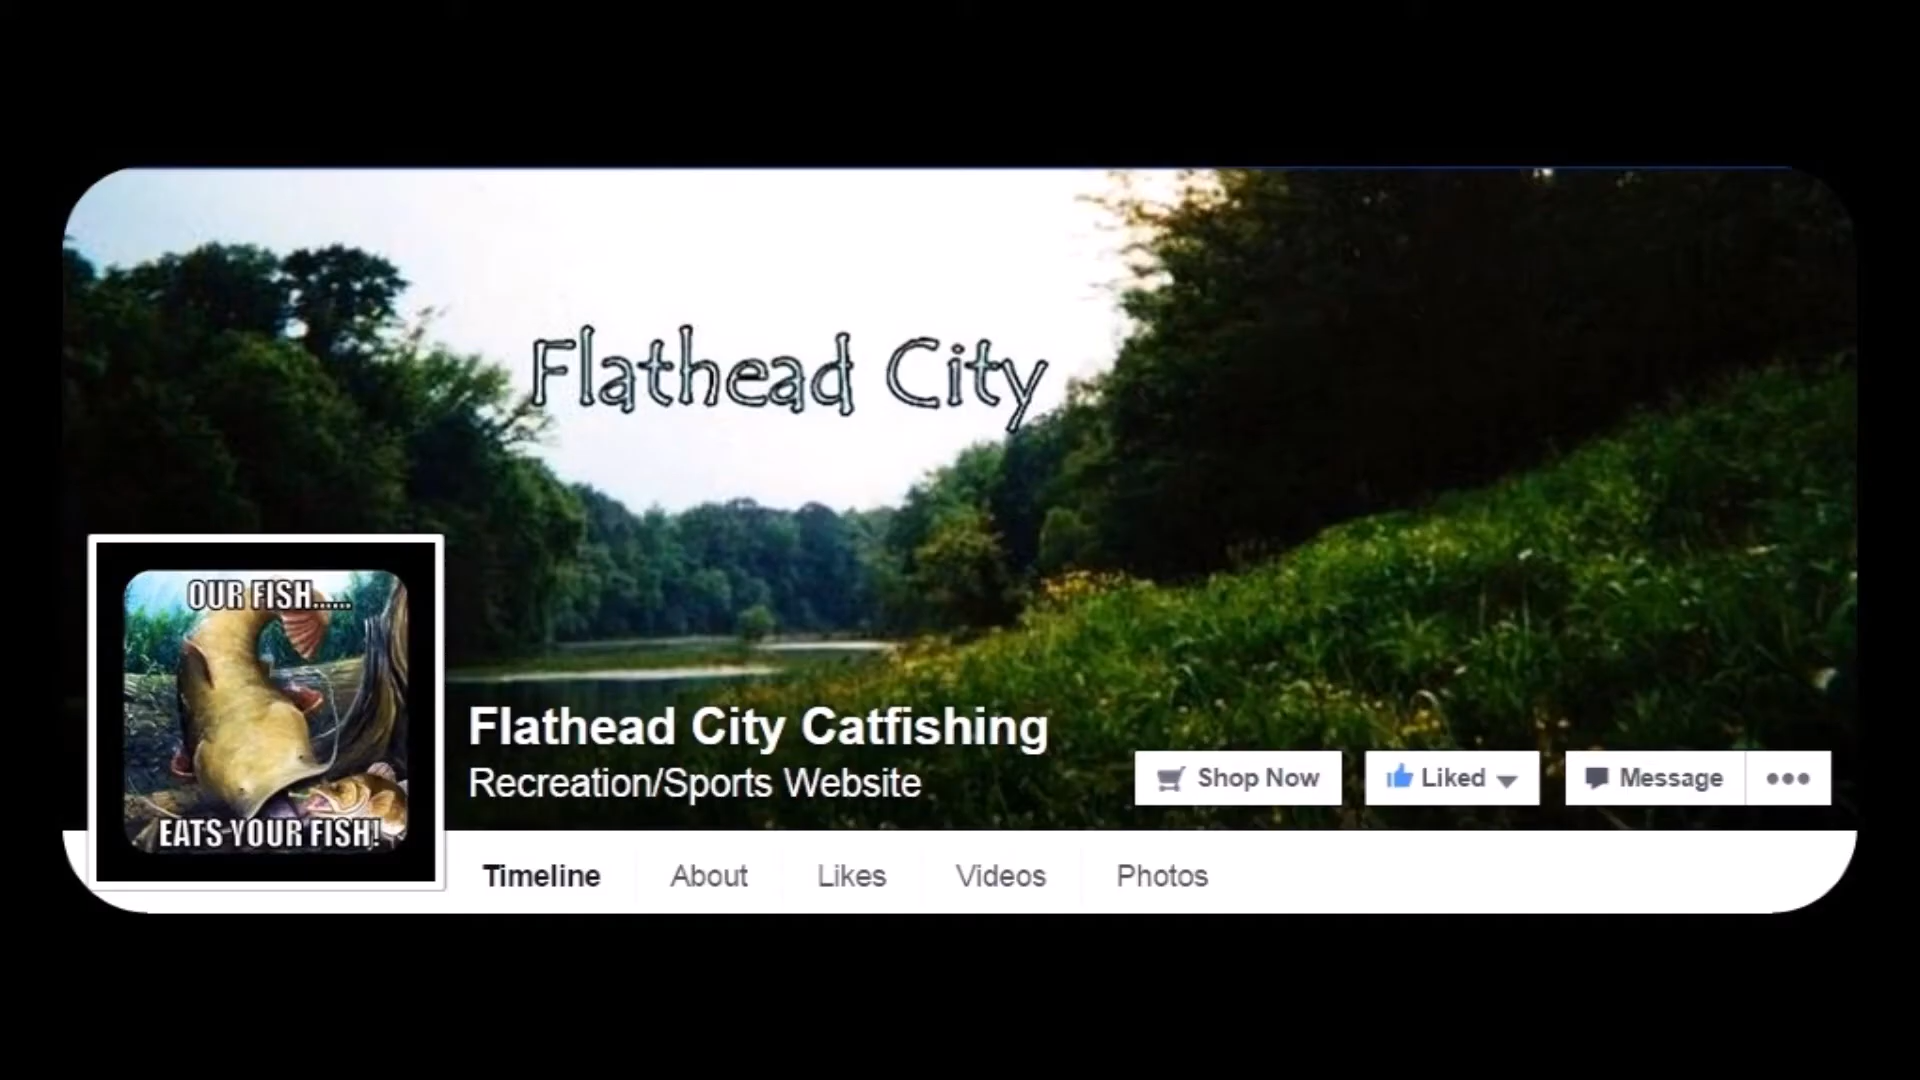 Flathead City
OUR FISH......
EATS YOUR FISH!
Flathead City Catfishing
Recreation/Sports Website
Shop Now
Liked
Message
Timeline
About
Likes
Videos
Photos